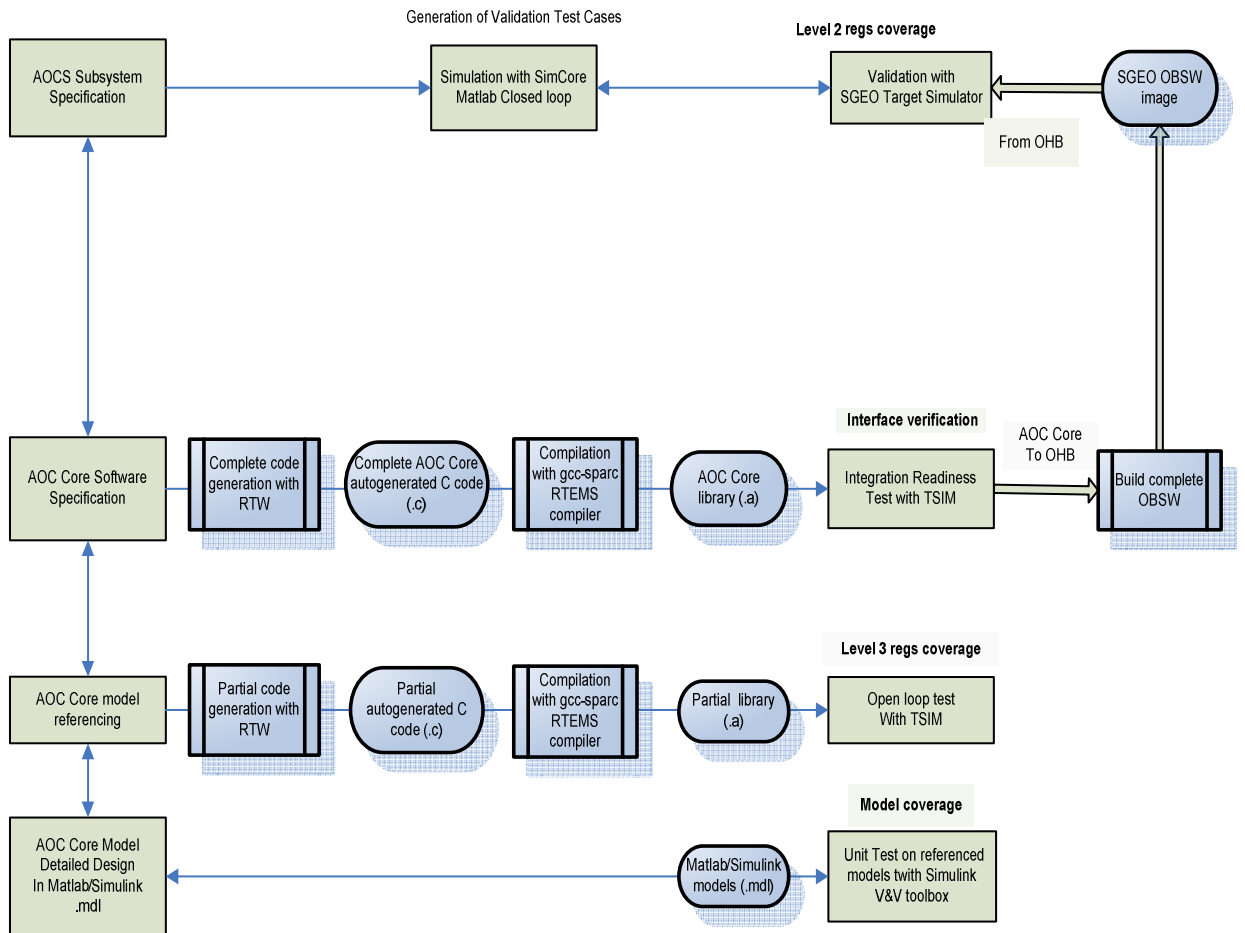 Generation of Validation Test Cases
Level 2 reqs coverage
AOCS Subsystem
Specification
Simulation with SimCore
Matlab Closed loop
Validation with
SGEO Target Simulator
SGEO OBSW
image
From OHB
Interface verification
AOC Core
To OHB
AOC Core Software
Specification
Complete code
generation with
RTW
Complete AOC Core
autogenerated C code
(.c)
Compilation
with gcc-sparc
RTEMS
compiler
AOC Core
library (.a)
Integration Readiness
Test with TSIM
Build complete
OBSW
Level 3 reqs coverage
AOC Core model
referencing
Partial code
generation with
RTW
Partial
autogenerated C
code (.c)
Compilation
with gcc-sparc
RTEMS
compiler
Partial library
(.a)
Open loop test
With TSIM
Model coverage
AOC Core Model
Detailed Design
In Matlab/Simulink
.mdl
Matlab/Simulink
models (.mdl)
Unit Test on referenced
models twith Simulink
V&V toolbox